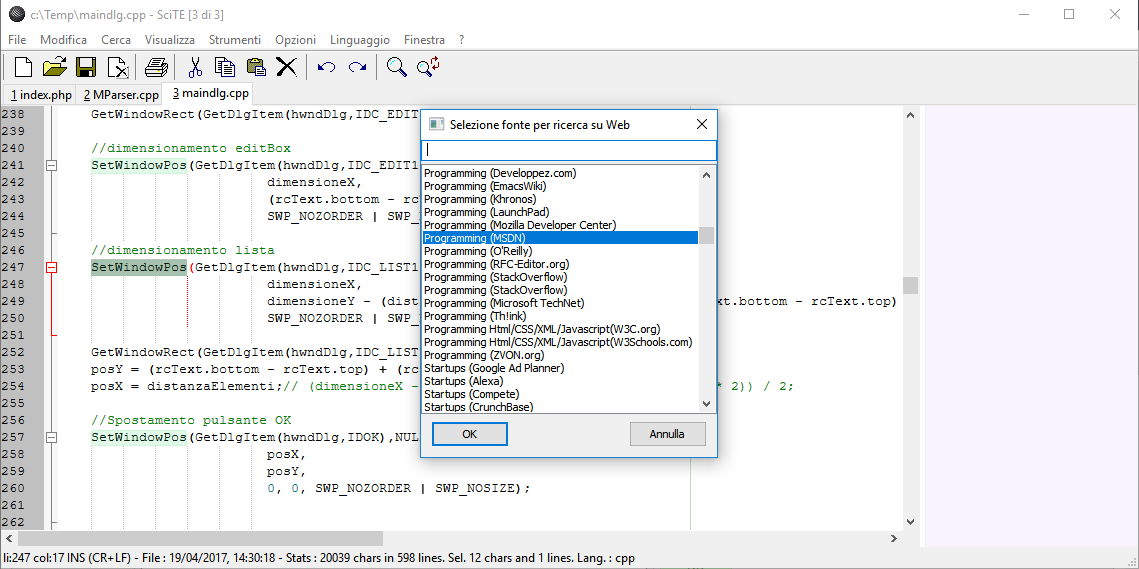 c:\Temp\maindlg.cpp - SciTE [3 di 3]
File Modifica Cerca Visualizza Strumenti Opzioni Linguaggio Finestra ?
1 index.php 2 MParser.cpp 3 maindlg.cpp
238 GetWindowRect(GetDlgItem(hwndDlg,IDC_EDIT
239
240 //dimensionamento editBox
241 SetWindowPos(GetDlgItem(hwndDlg,IDC_EDIT1
242 dimensioneX,
243 (rcText.bottom - rc
244 SWP_NOZORDER | SWP_
245
246 //dimensionamento lista
247 SetWindowPos(GetDlgItem(hwndDlg,IDC_LIST1
248 dimensioneX,
249 dimensioneY - (dist xt.bottom - rcText.top)
250 SWP_NOZORDER | SWP_
251
252 GetWindowRect(GetDlgItem(hwndDlg,IDC_LIST
253 posY = (rcText.bottom - rcText.top) + (rc
254 posX = distanzaElementi;// (dimensioneX - * 2)) / 2;
255
256 //Spostamento pulsante OK
257 SetWindowPos(GetDlgItem(hwndDlg,IDOK),NUL
258 posX,
259 posY,
260 0, 0, SWP_NOZORDER | SWP_NOSIZE);
261
262
Selezione fonte per ricerca su Web
Programming (Developpez.com)
Programming (EmacsWiki)
Programming (Khronos)
Programming (LaunchPad)
Programming (Mozilla Developer Center)
Programming (MSDN)
Programming (O'Reilly)
Programming (RFC-Editor.org)
Programming (StackOverflow)
Programming (StackOverflow)
Programming (Microsoft TechNet)
Programming (Th!ink)
Programming Html/CSS/XML/Javascript(W3C.org)
Programming Html/CSS/XML/Javascript(W3Schools.com)
Programming (ZVON.org)
Startups (Google Ad Planner)
Startups (Alexa)
Startups (Compete)
Startups (CrunchBase)
OK Annulla
li:247 col:17 INS (CR+LF) - File : 19/04/2017, 14:30:18 - Stats : 20039 chars in 598 lines. Sel. 12 chars and 1 lines. Lang. : cpp